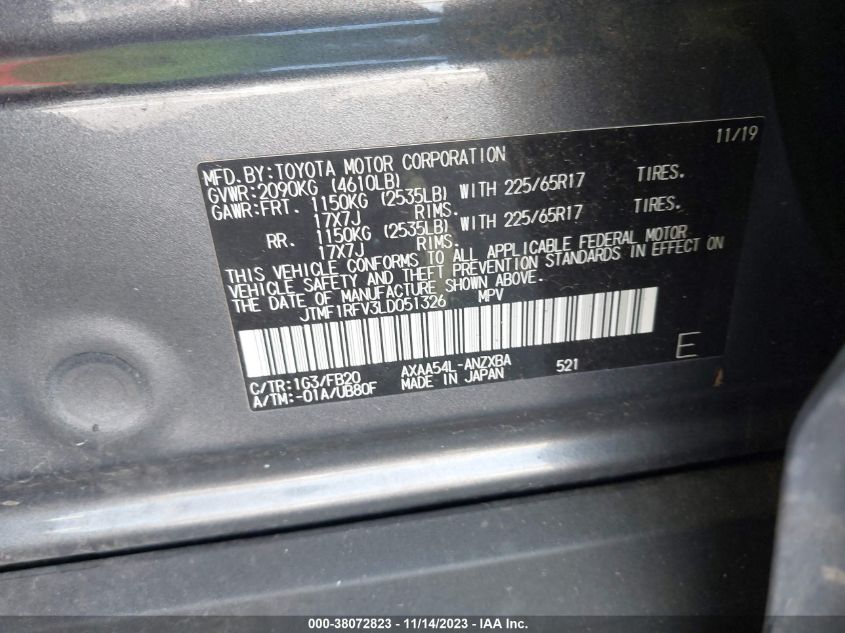 11/19
MFD.BY:TOYOTA MOTOR CORPORATION
GVWR:2090KG (4610LB)
GAWR:FRT. 1150KG (2535LB) WITH 225/65R17 TIRES.
17X7J RIMS.
RR. 1150KG (2535LB) WITH 225/65R17 TIRES.
17X7J RIMS.
THIS VEHICLE CONFORMS TO ALL APPLICABLE FEDERAL MOTOR
VEHICLE SAFETY AND THEFT PREVENTION STANDARDS IN EFFECT ON
THE DATE OF MANUFACTURE SHOWN ABOVE.
JTMF1RFV3LD051326 MPV
C/TR:1G3/FB20 AXAA54L-ANZXBA 521 E
A/TM:-01A/UB80F MADE IN JAPAN
000-38072823 - 11/14/2023 - IAA Inc.